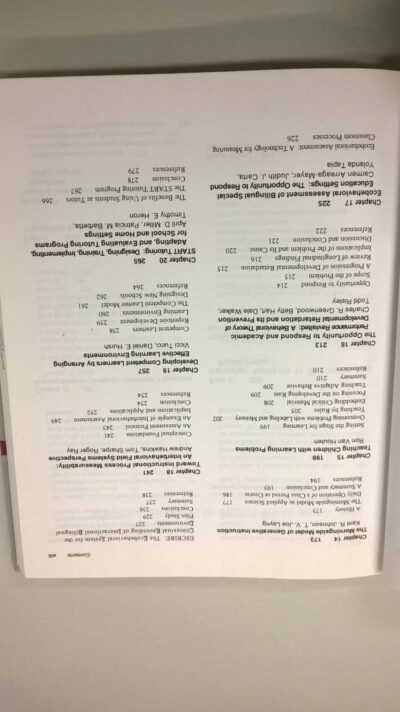 Contents xiii
Chapter 14 173
The Morningside Model of Generative Instruction
Kent R. Johnson, T. V. Joe Layng
A History 173
The Morningside Model as Applied Science 177
Daily Operation of a Class Period or Course 186
A Summary and Conclusion 193
References 194
Chapter 15 199
Teaching Children with Learning Problems
Ron Van Houten
Setting the Stage for Learning 199
Overcoming Problems with Labeling and Memory 202
Teaching by Rules 205
Embedding Critical Material 208
Focusing on the Developing Rate 209
Teaching Adaptive Behavior 209
Summary 210
References 210
Chapter 16 213
The Opportunity to Respond and Academic
Performance Revisited: A Behavioral Theory of
Developmental Retardation and Its Prevention
Charles R. Greenwood, Betty Hart, Dale Walker,
Todd Risley
Opportunity to Respond 214
Scope of the Problem 215
A Progression of Developmental Retardation 215
Review of Longitudinal Findings 216
Implications of the Problem and Its Cause 220
Discussion and Conclusion 221
References 222
Chapter 17 225
Ecobehavioral Assessment of Bilingual Special
Education Settings: The Opportunity to Respond
Carmen Arreaga-Mayer, Judith J. Carta,
Yolanda Tapia
Ecobehavioral Assessment: A Technology for Measuring
Classroom Processes 226
ESCRIBE: The Ecobehavioral System for the
Contextual Recording of Interactional Bilingual
Environments 227
Pilot Study 229
Conclusions 236
Summary 237
References 238
Chapter 18 241
Toward Instructional Process Measurability:
An Interbehavioral Field Systems Perspective
Andrew Hawkins, Tom Sharpe, Roger Ray
Conceptual Foundations 241
An Assessment Protocol 245
An Example of Interbehavioral Assessment 249
Implications and Applications 252
Conclusion 254
References 254
Chapter 19 257
Developing Competent Learners by Arranging
Effective Learning Environments
Vicci Tucci, Daniel E. Hursh
Competent Learners 258
Repertoire Development 259
Learning Environments 260
The Competent Learner Model 261
Designing New Schools 262
References 264
Chapter 20 265
START Tutoring: Designing, Training, Implementing,
Adapting, and Evaluating Tutoring Programs
for School and Home Settings
April D. Miller, Patricia M. Barbetta,
Timothy E. Heron
The Benefits of Using Students as Tutors 266
The START Tutoring Program 267
Conclusion 278
References 279